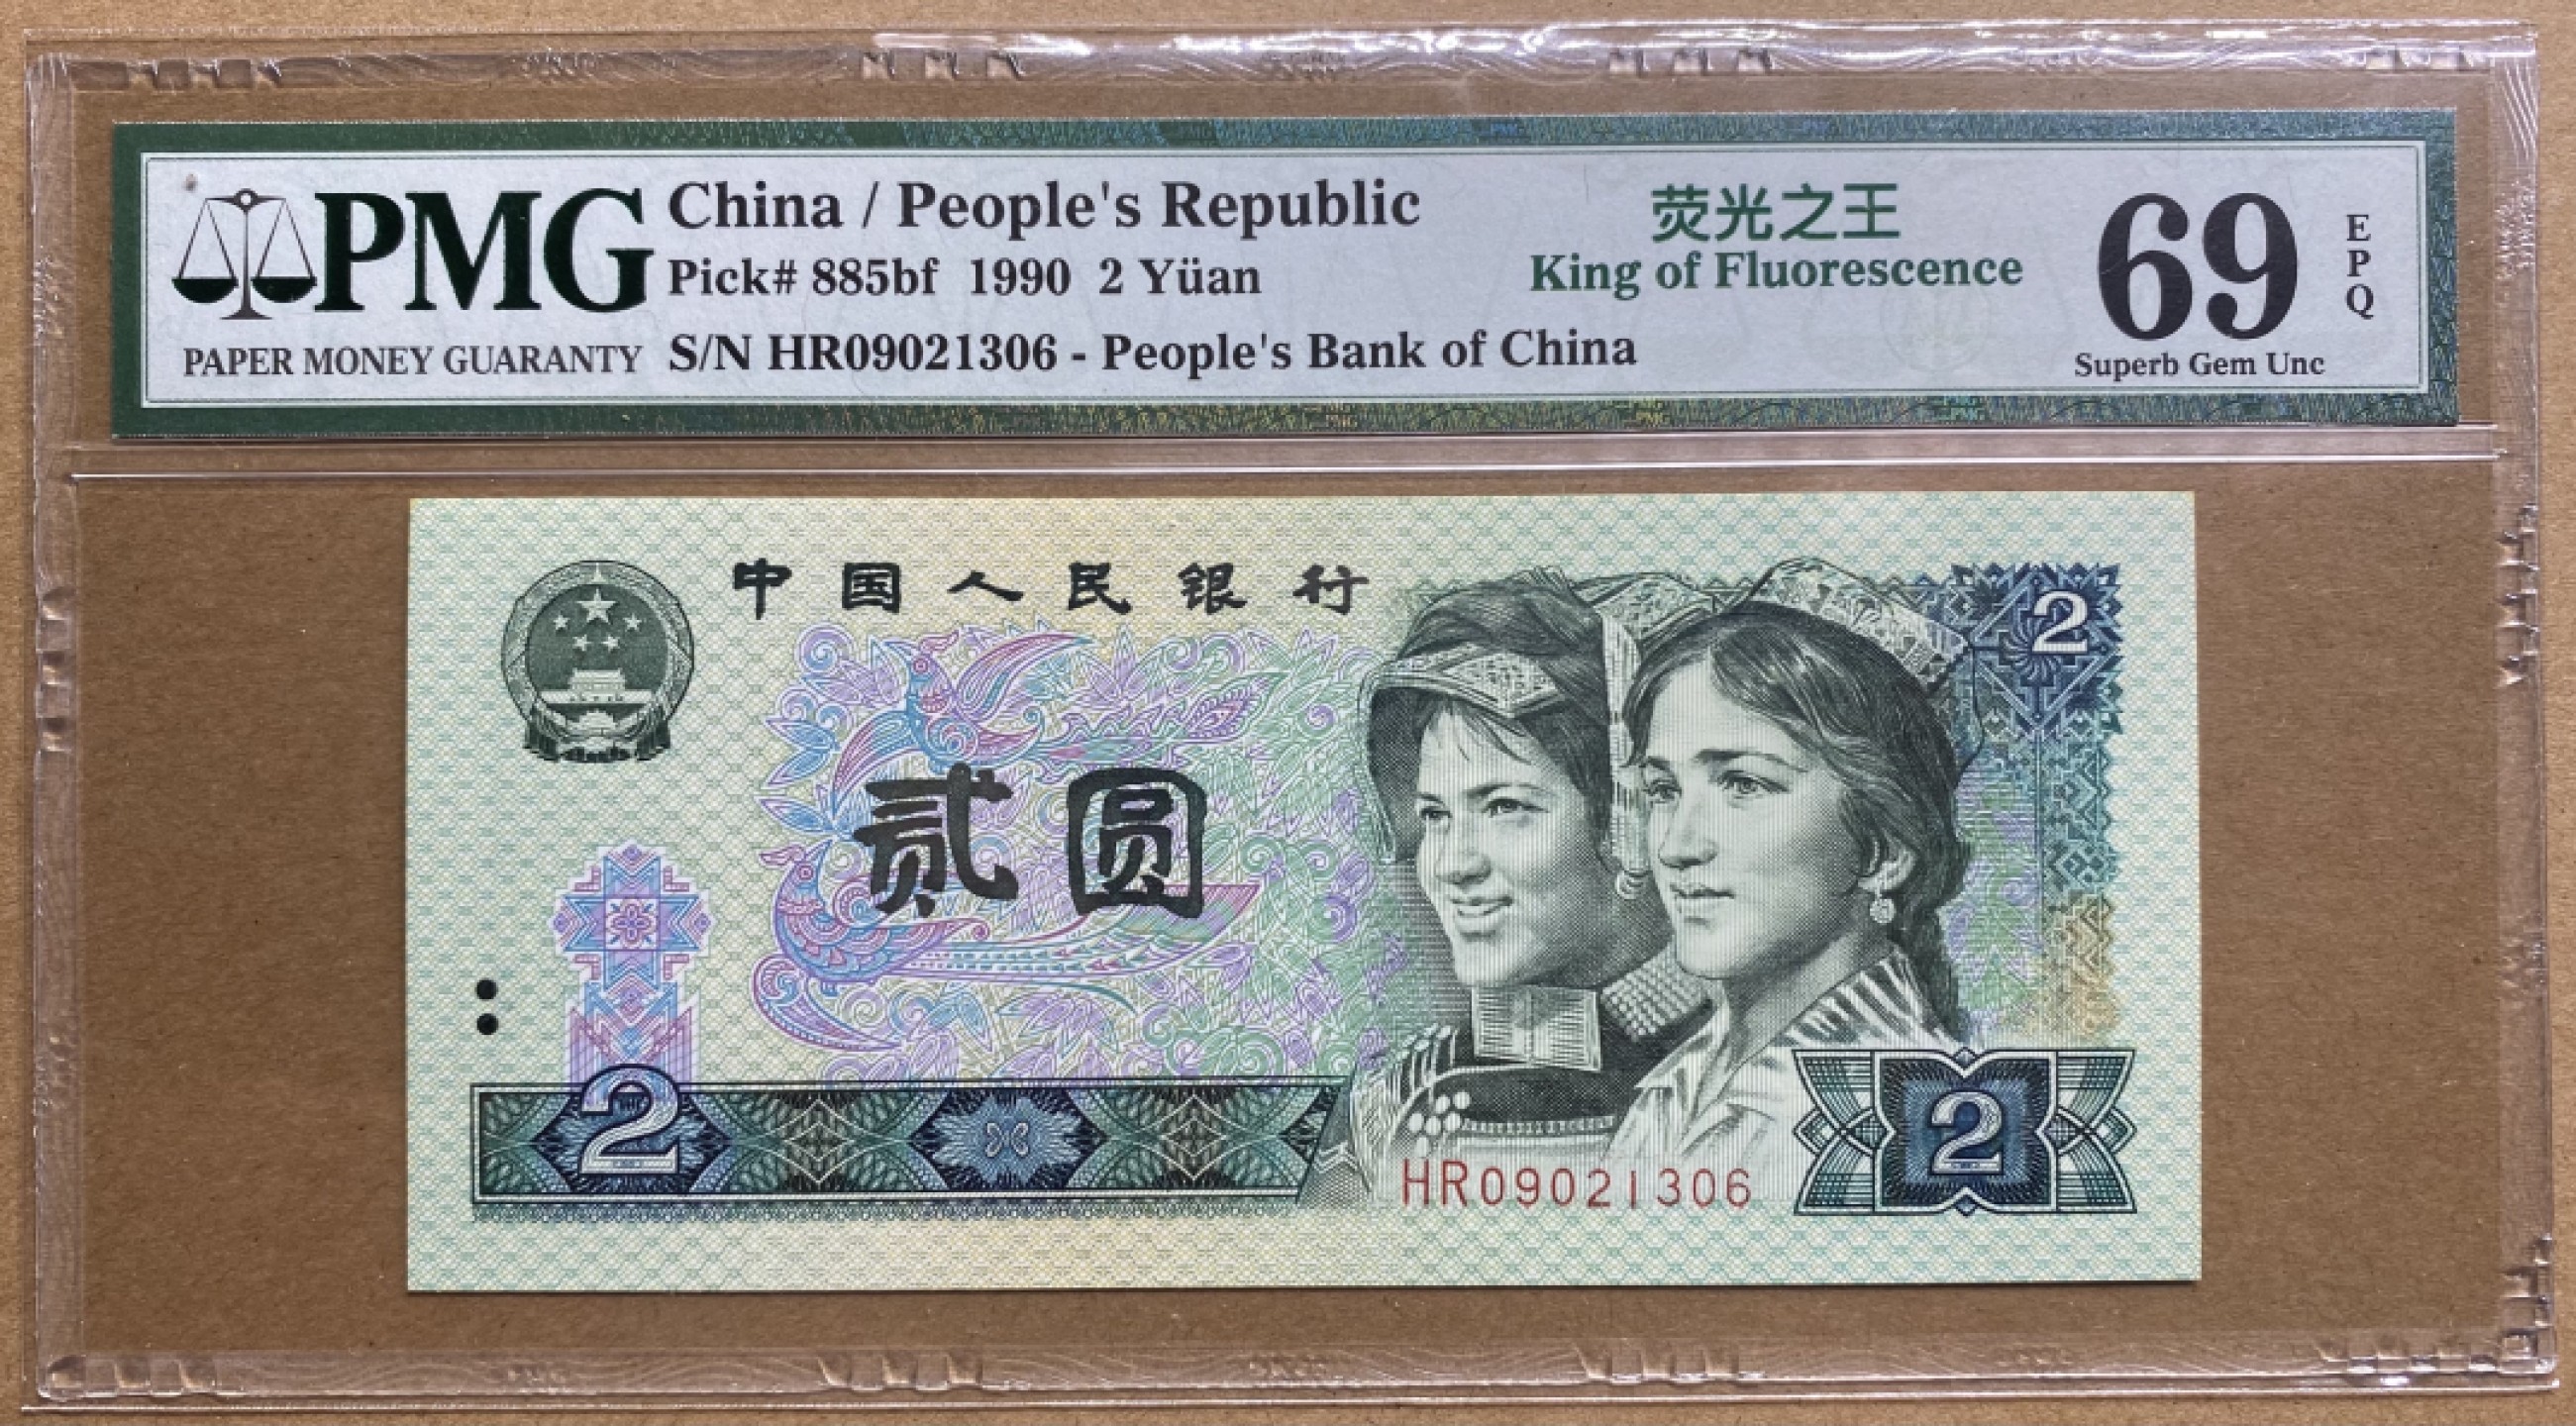 PMG
PAPER MONEY GUARANTY
China / People's Republic
Pick# 885bf 1990 2 Yüan
S/N HR09021306 - People's Bank of China
荧光之王
King of Fluorescence
69
EPQ
Superb Gem Unc
中国人民银行
2
贰圆
2
2
HR09021306